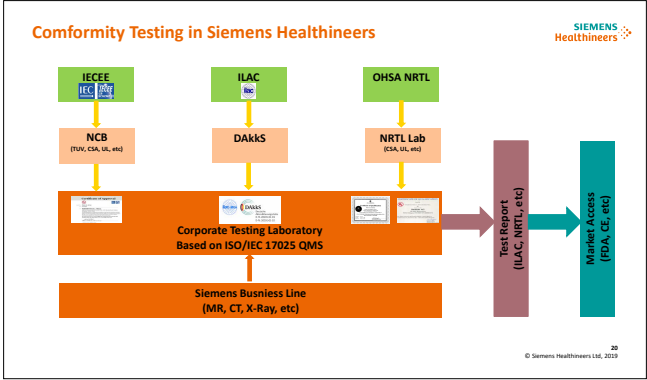 Comformity Testing in Siemens Healthineers
SIEMENS
Healthineers
IECEE
IEC
IECEE
ILAC
ilac
OHSA NRTL
NCB
(TUV, CSA, UL, etc)
DAkkS
NRTL Lab
(CSA, UL, etc)
DAkkS
Corporate Testing Laboratory
Based on ISO/IEC 17025 QMS
Siemens Busniess Line
(MR, CT, X-Ray, etc)
Test Report
(ILAC, NRTL, etc)
Market Access
(FDA, CE, etc)
20
© Siemens Healthineers Ltd, 2019